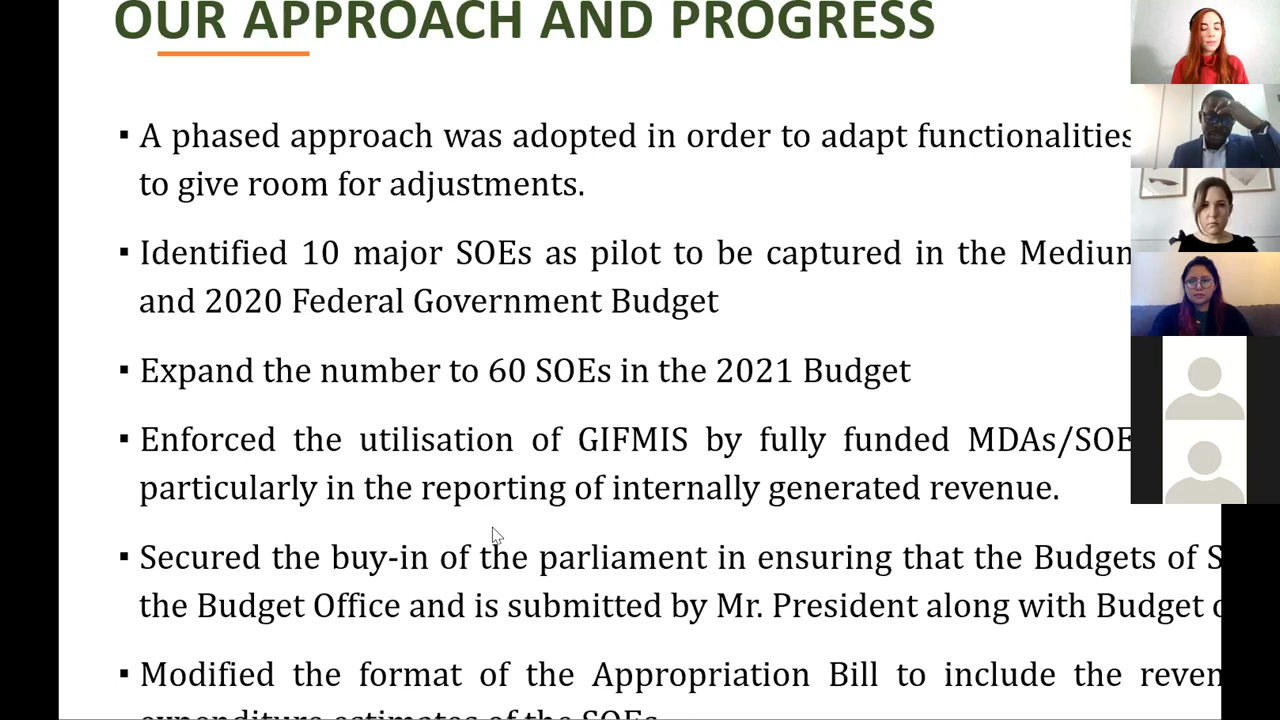 OUR APPROACH AND PROGRESS
▪ A phased approach was adopted in order to adapt functionalities
to give room for adjustments.
▪ Identified 10 major SOEs as pilot to be captured in the
and 2020 Federal Government Budget
▪ Expand the number to 60 SOEs in the 2021 Budget
▪ Enforced the utilisation of GIFMIS by fully funded
particularly in the reporting of internally generated revenue.
▪ Secured the buy-in of the parliament in ensuring that the Budgets of
the Budget Office and is submitted by Mr. President along with Budget
▪ Modified the format of the Appropriation Bill to include the
expenditure estimates of the SOEs